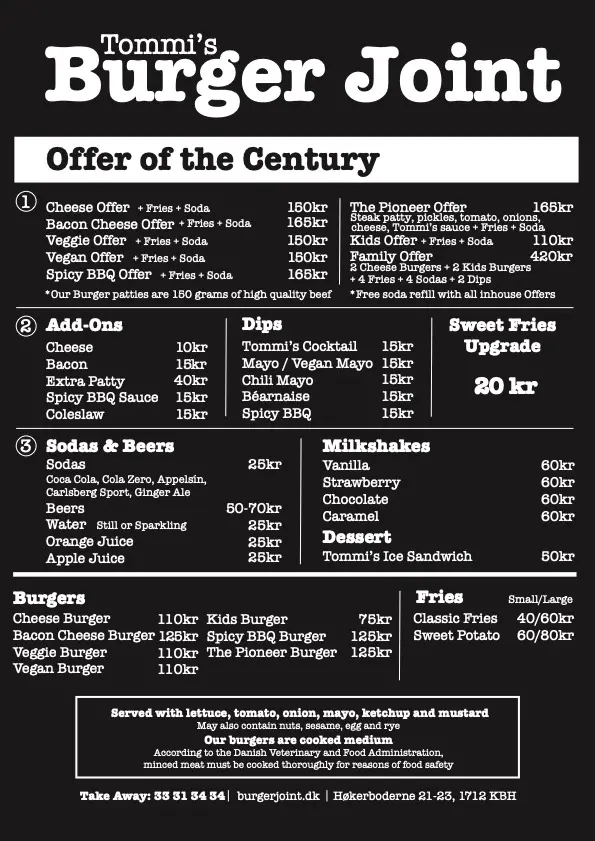 Tommi's
Burger Joint
Offer of the Century
1
Cheese Offer + Fries + Soda 150kr
Bacon Cheese Offer + Fries + Soda 165kr
Veggie Offer + Fries + Soda 150kr
Vegan Offer + Fries + Soda 150kr
Spicy BBQ Offer + Fries + Soda 165kr
*Our Burger patties are 150 grams of high quality beef
The Pioneer Offer 165kr
Steak patty, pickles, tomato, onions,
cheese, Tommi's sauce + Fries + Soda
Kids Offer + Fries + Soda 110kr
Family Offer 420kr
2 Cheese Burgers + 2 Kids Burgers
+ 4 Fries + 4 Sodas + 2 Dips
*Free soda refill with all inhouse Offers
2 Add-Ons
Cheese 10kr
Bacon 15kr
Extra Patty 40kr
Spicy BBQ Sauce 15kr
Coleslaw 15kr
Dips
Tommi's Cocktail 15kr
Mayo / Vegan Mayo 15kr
Chili Mayo 15kr
Béarnaise 15kr
Spicy BBQ 15kr
Sweet Fries
Upgrade
20 kr
3 Sodas & Beers
Sodas 25kr
Coca Cola, Cola Zero, Appelsin,
Carlsberg Sport, Ginger Ale
Beers 50-70kr
Water Still or Sparkling 25kr
Orange Juice 25kr
Apple Juice 25kr
Milkshakes
Vanilla 60kr
Strawberry 60kr
Chocolate 60kr
Caramel 60kr
Dessert
Tommi's Ice Sandwich 50kr
Burgers
Cheese Burger 110kr
Bacon Cheese Burger 125kr
Veggie Burger 110kr
Vegan Burger 110kr
Kids Burger 75kr
Spicy BBQ Burger 125kr
The Pioneer Burger 125kr
Fries Small/Large
Classic Fries 40/60kr
Sweet Potato 60/80kr
Served with lettuce, tomato, onion, mayo, ketchup and mustard
May also contain nuts, sesame, egg and rye
Our burgers are cooked medium
According to the Danish Veterinary and Food Administration,
minced meat must be cooked thoroughly for reasons of food safety
Take Away: 33 31 34 34 | burgerjoint.dk | Høkerboderne 21-23, 1712 KBH